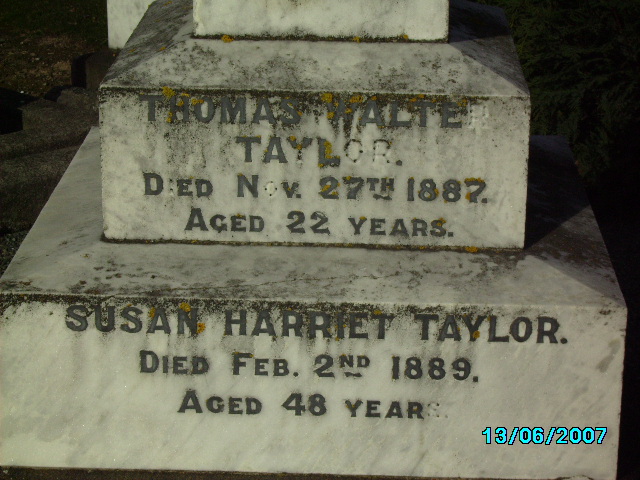 THOMAS WALTER
TAYLOR.
DIED NOV. 27TH 1887.
AGED 22 YEARS.
SUSAN HARRIET TAYLOR.
DIED FEB. 2ND 1889.
AGED 48 YEARS.
13/06/2007